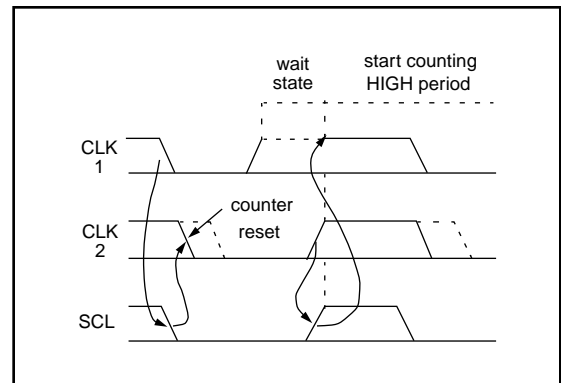 wait
state
start counting
HIGH period
CLK
1
counter
reset
CLK
2
SCL